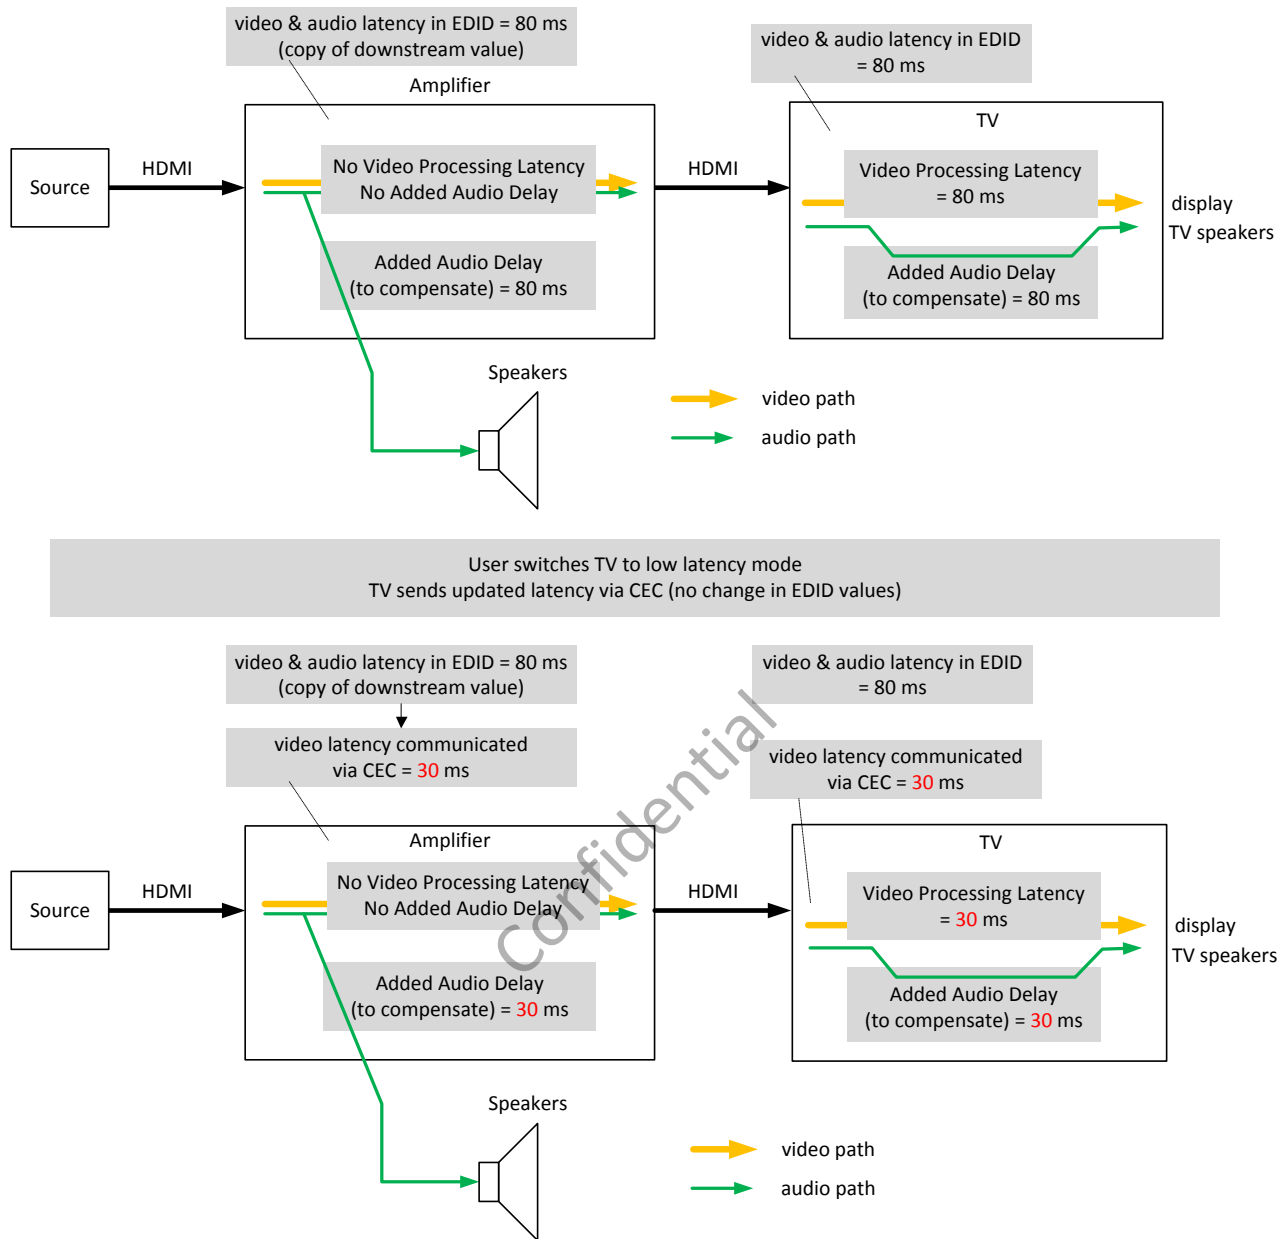 video & audio latency in EDID = 80 ms
(copy of downstream value)
video & audio latency in EDID
= 80 ms
Amplifier
TV
Source
HDMI
No Video Processing Latency
No Added Audio Delay
HDMI
Video Processing Latency
= 80 ms
display
TV speakers
Added Audio Delay
(to compensate) = 80 ms
Added Audio Delay
(to compensate) = 80 ms
Speakers
video path
audio path
User switches TV to low latency mode
TV sends updated latency via CEC (no change in EDID values)
video & audio latency in EDID = 80 ms
(copy of downstream value)
video & audio latency in EDID
= 80 ms
video latency communicated
via CEC = 30 ms
video latency communicated
via CEC = 30 ms
Amplifier
TV
Source
HDMI
No Video Processing Latency
No Added Audio Delay
HDMI
Video Processing Latency
= 30 ms
display
TV speakers
Added Audio Delay
(to compensate) = 30 ms
Added Audio Delay
(to compensate) = 30 ms
Speakers
video path
audio path
Confidential